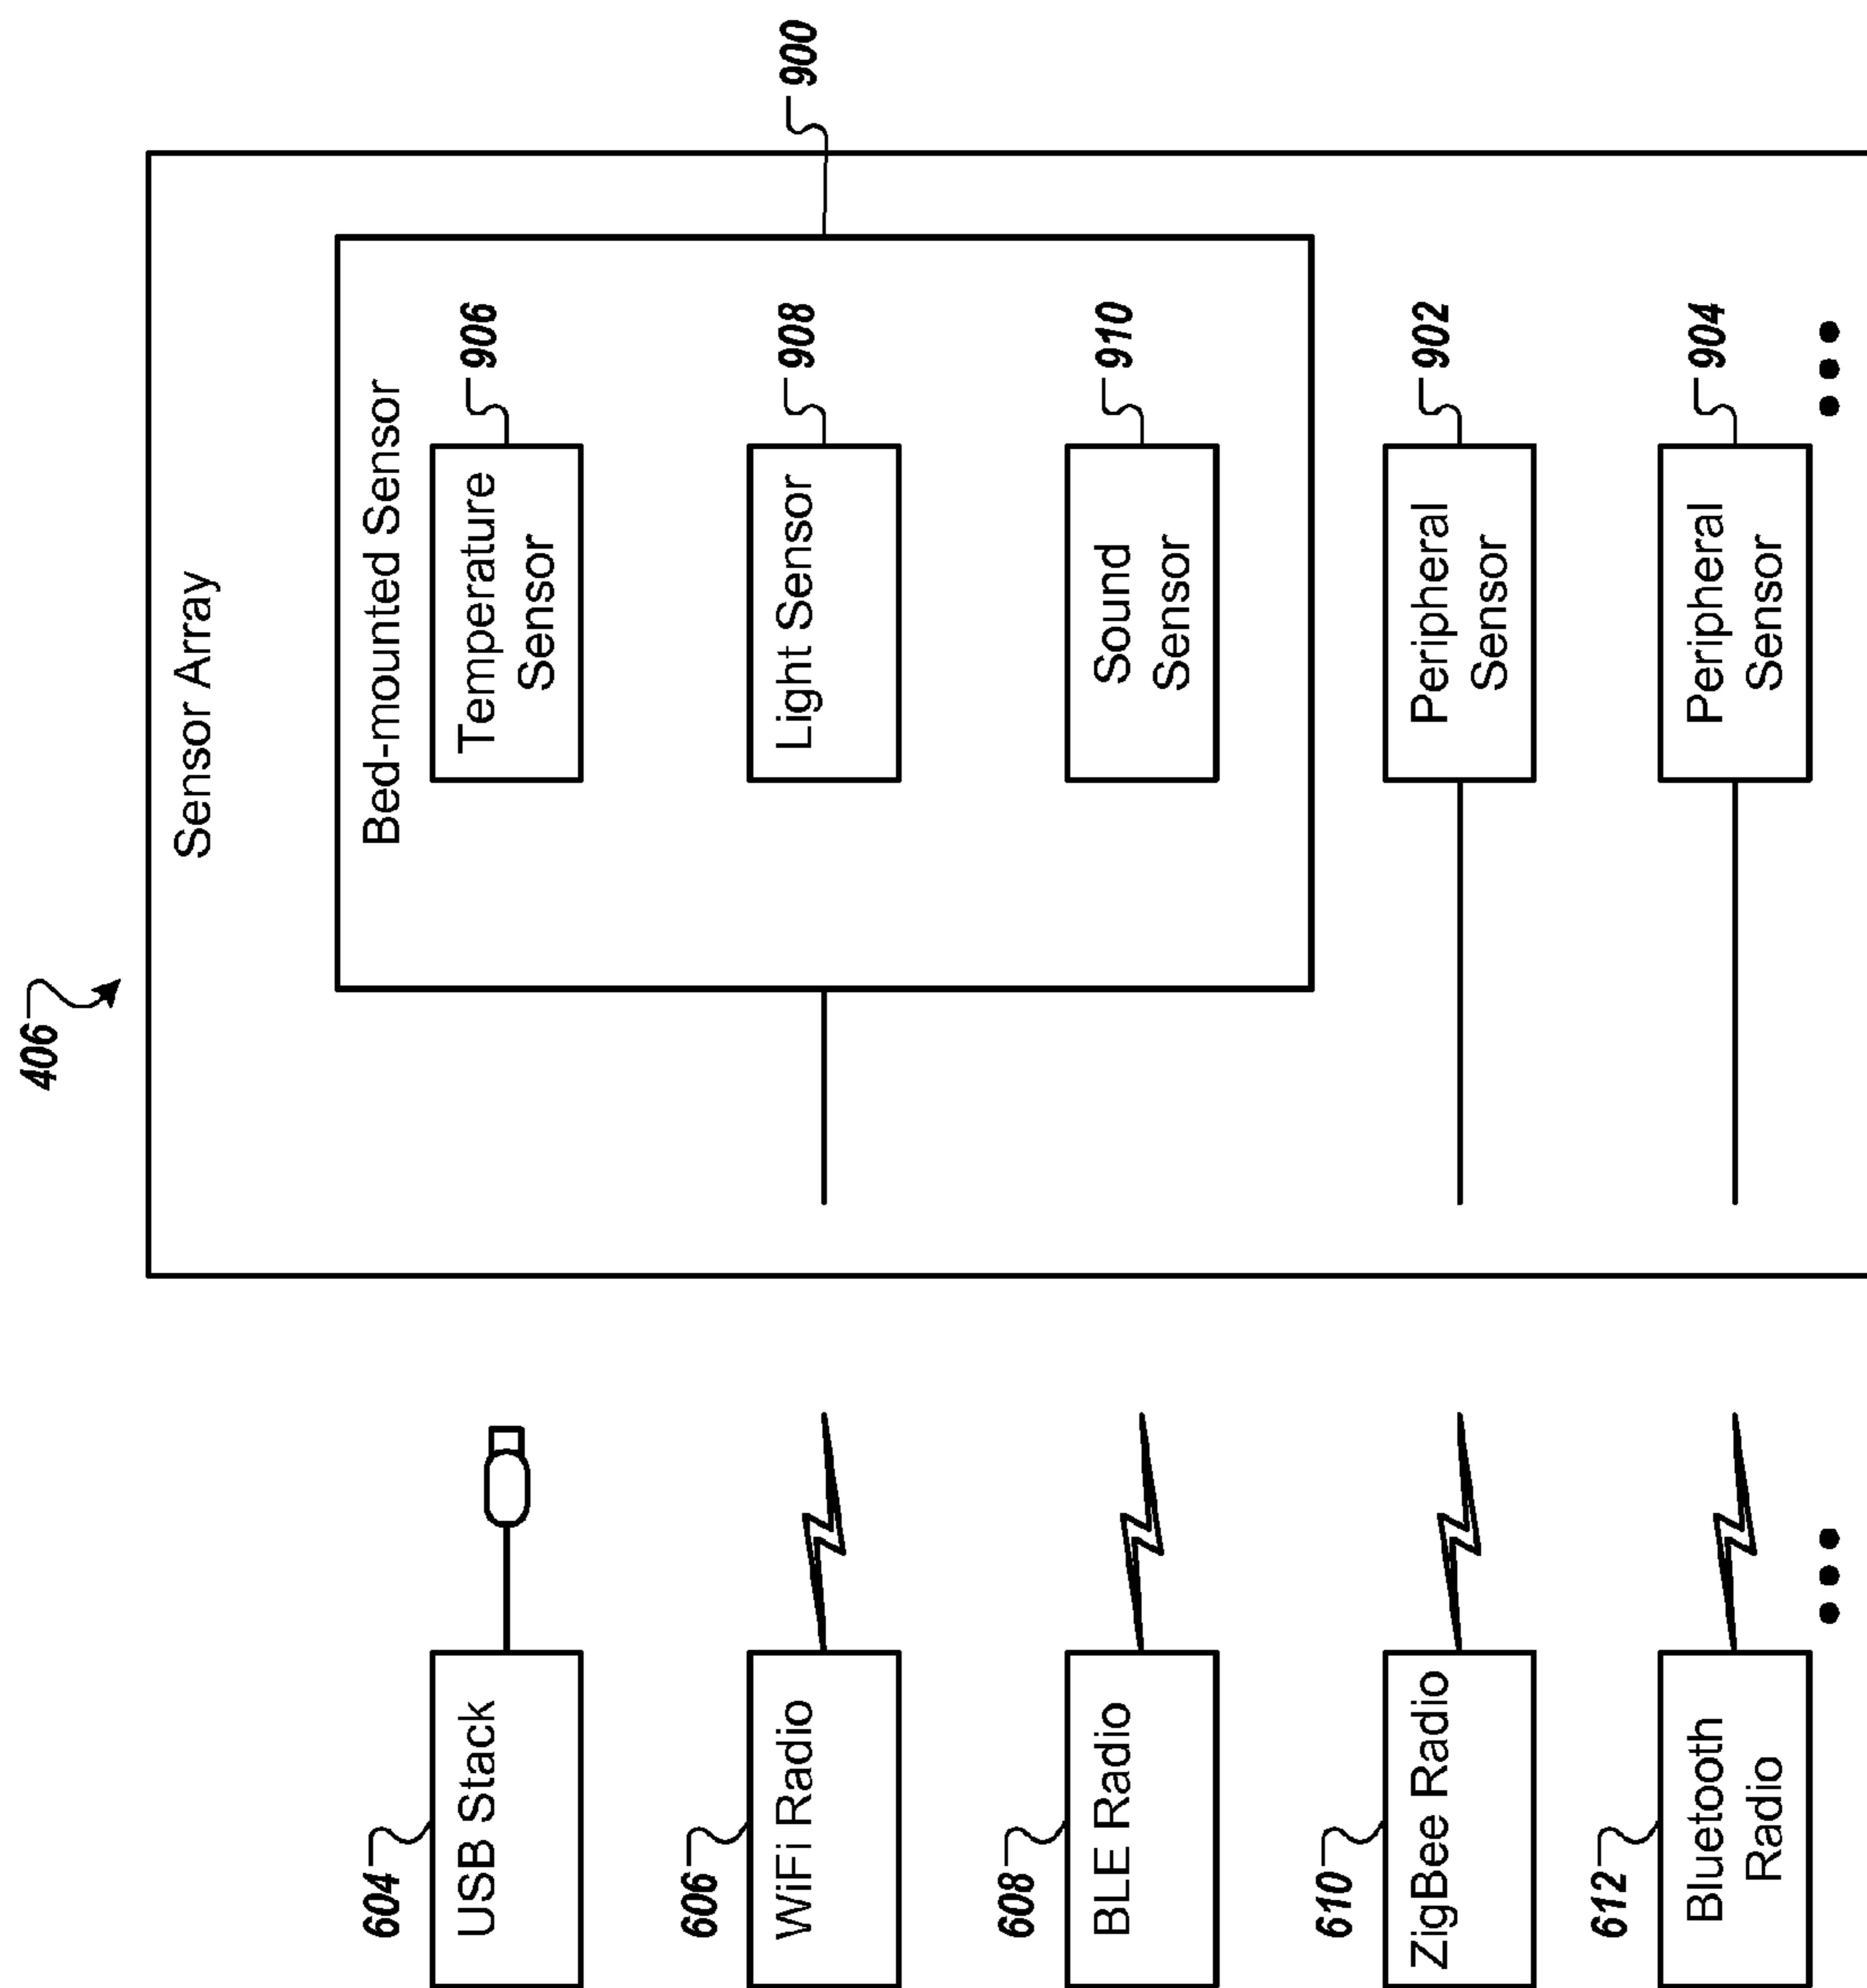 406
Sensor Array
900
Bed-mounted Sensor
604
USB Stack
Temperature
Sensor
906
606
WiFi Radio
Light Sensor
908
608
BLE Radio
Sound
Sensor
910
610
ZigBee Radio
Peripheral
Sensor
902
612
Bluetooth
Radio
Peripheral
Sensor
904